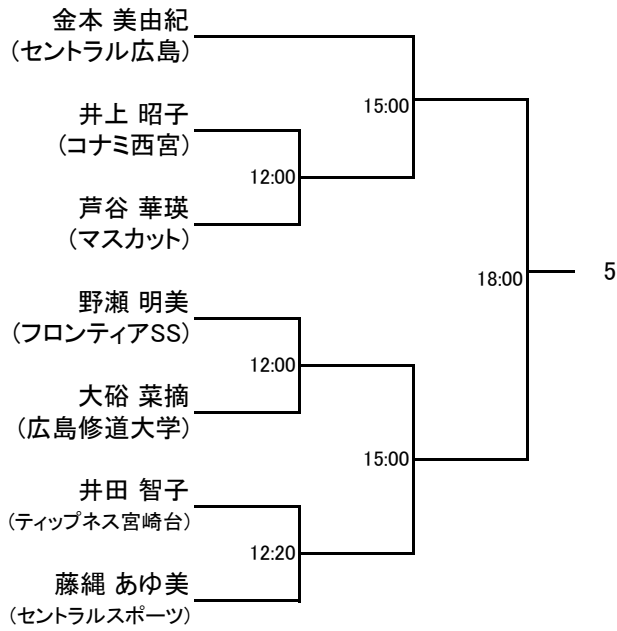 金本 美由紀
(セントラル広島)
15:00
井上 昭子
(コナミ西宮)
12:00
芦谷 華瑛
(マスカット)
18:00
5
野瀬 明美
(フロンティアSS)
12:00
大硲 菜摘
(広島修道大学)
15:00
井田 智子
(ティップネス宮崎台)
12:20
藤縄 あゆ美
(セントラルスポーツ)